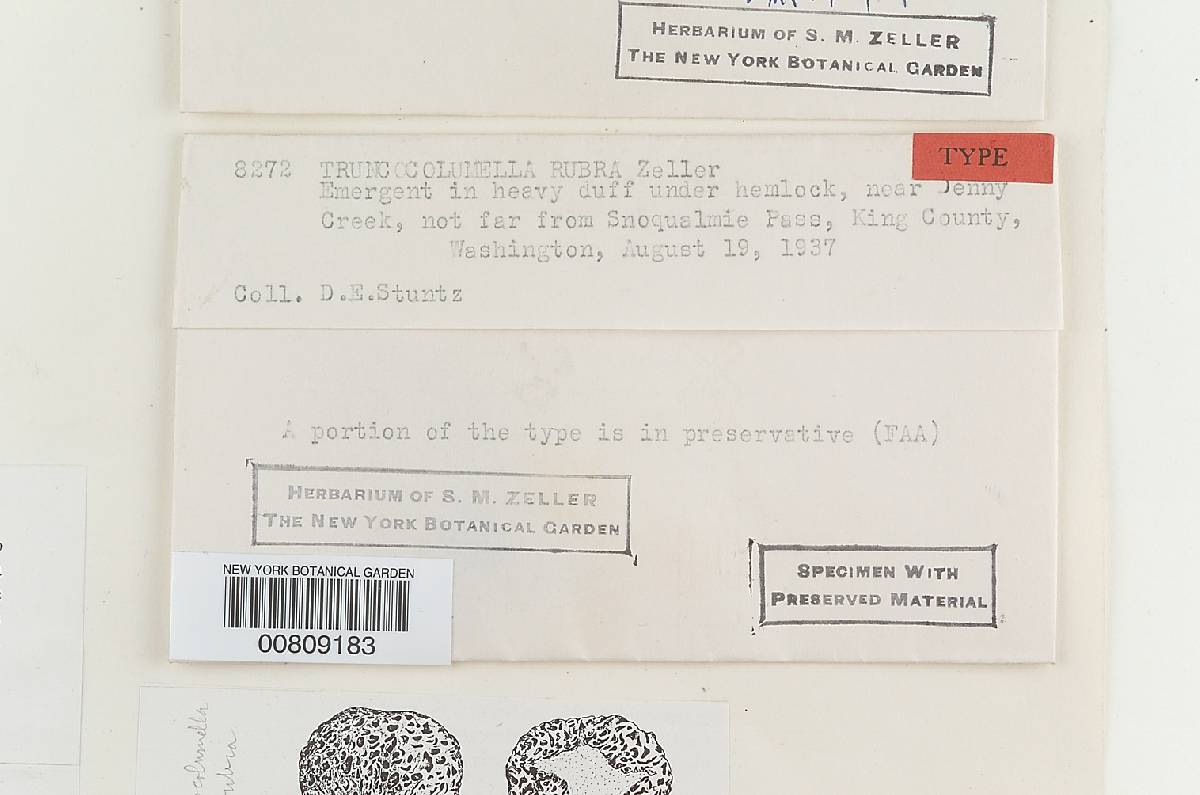 HERBARIUM OF S. M. ZELLER
THE NEW YORK BOTANICAL GARDEN
TYPE
8272 TRUNCOCOLUMELLA RUBRA Zeller
Emergent in heavy duff under hemlock, near Denny
Creek, not far from Snoqualmie Pass, King County,
Washington, August 19, 1937
Coll. D.E.Stuntz
A portion of the type is in preservative (FAA)
HERBARIUM OF S. M. ZELLER
THE NEW YORK BOTANICAL GARDEN
SPECIMEN WITH
PRESERVED MATERIAL
NEW YORK BOTANICAL GARDEN
00809183
columella
rubra